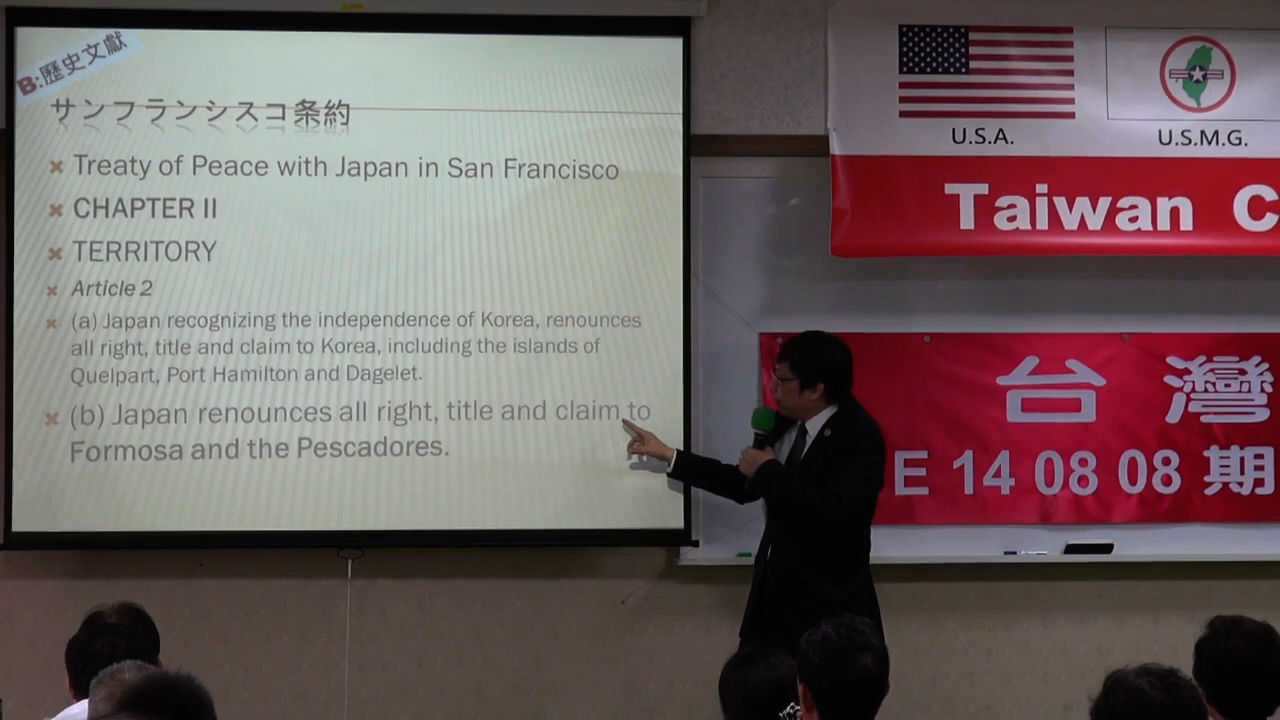 B:歷史文獻
サンフランシスコ条約
Treaty of Peace with Japan in San Francisco
CHAPTER II
TERRITORY
Article 2
(a) Japan recognizing the independence of Korea, renounces
all right, title and claim to Korea, including the islands of
Quelpart, Port Hamilton and Dagelet.
(b) Japan renounces all right, title and claim to
Formosa and the Pescadores.
U.S.A.
U.S.M.G.
Taiwan C
台灣
E 14 08 08 期